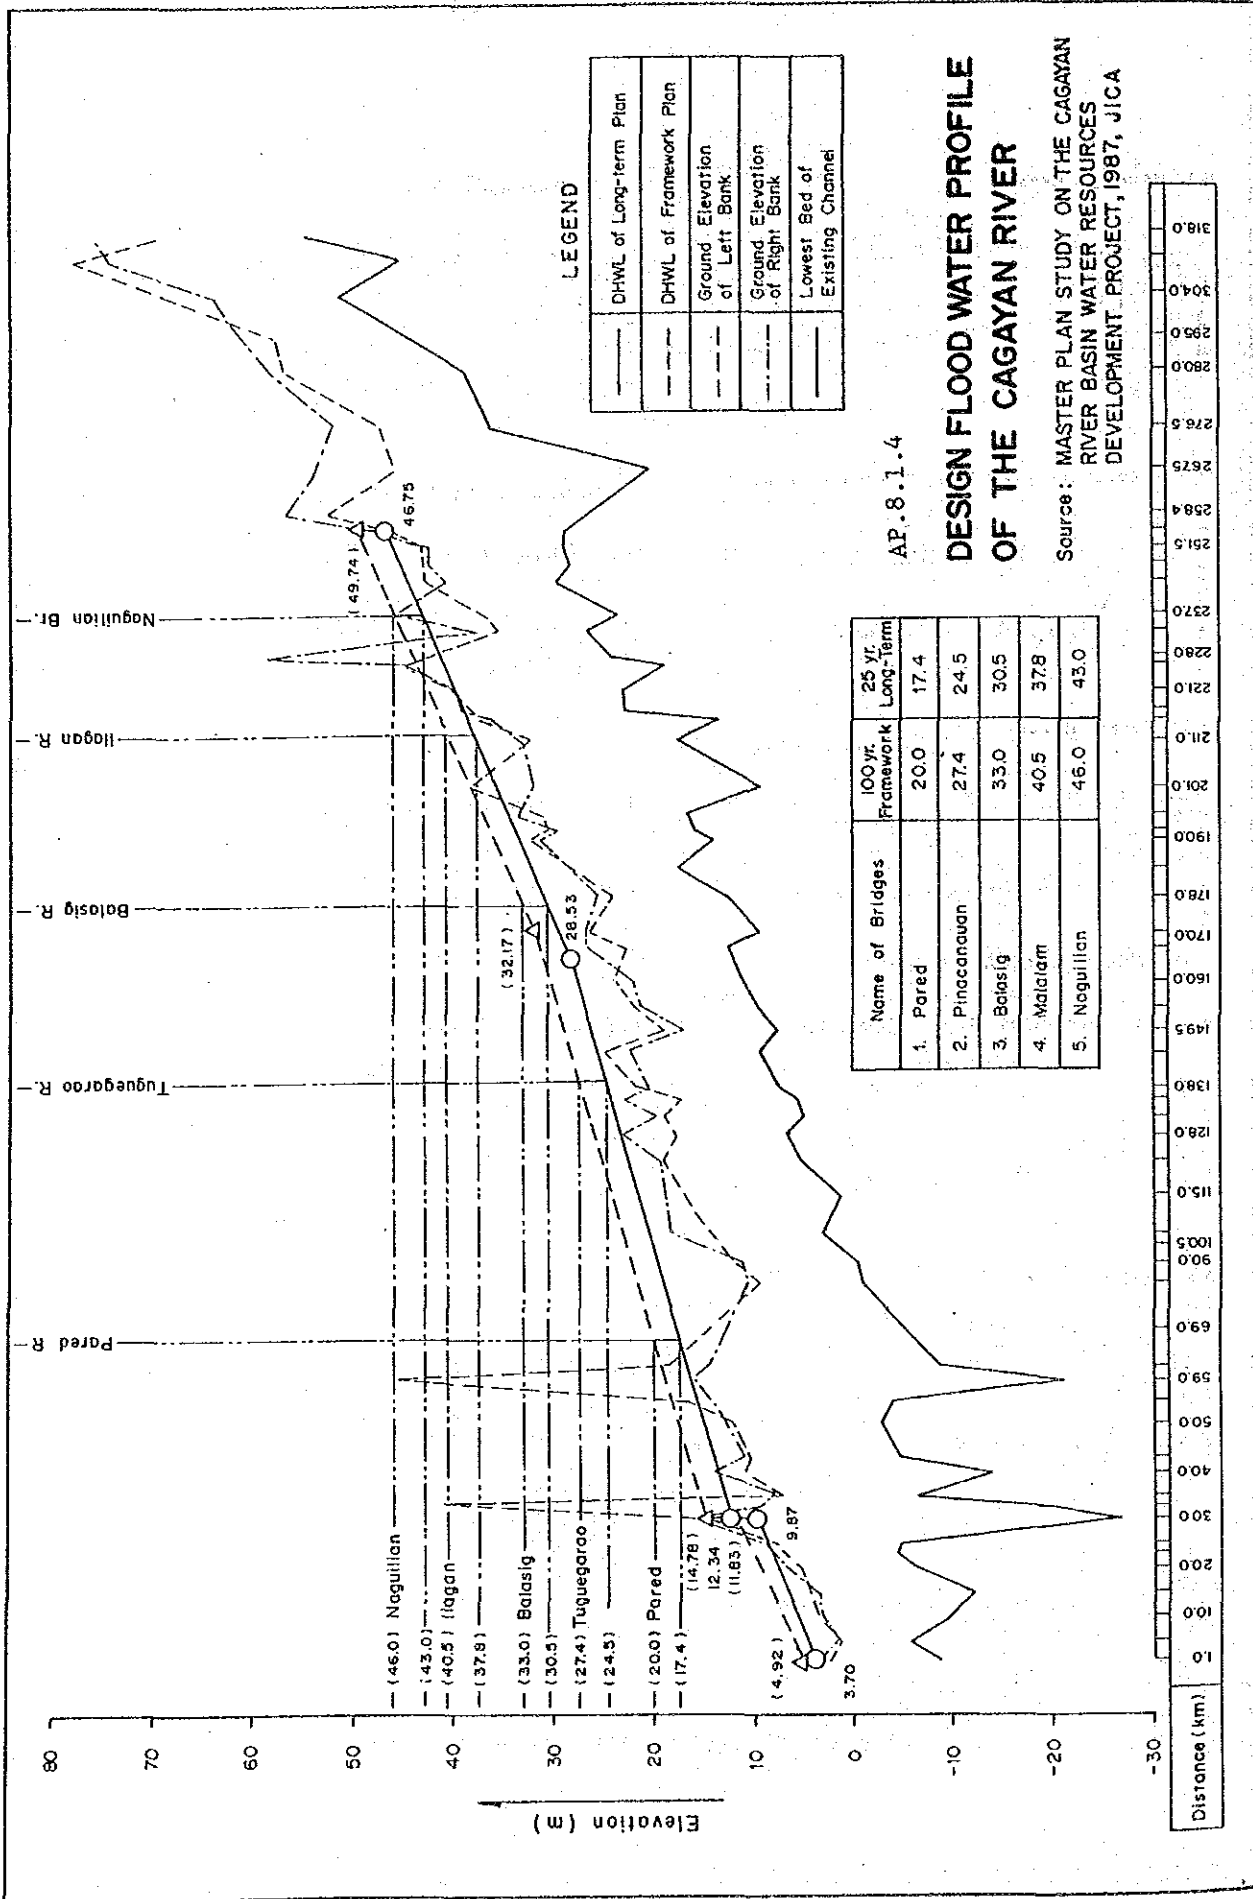 80
70
60
50
40
30
20
10
0
-10
-20
-30
Elevation (m)
Pared R.
Tuguegarao R.
Balasig R.
Ilagan R.
Naguilian Br.
(46.0) Naguilian
(43.0)
(40.5) Ilagan
(37.8)
(33.0) Balasig
(30.5)
(27.4) Tuguegarao
(24.5)
(20.0) Pared
(17.4)
(14.78)
12.34
(11.83)
9.87
(4.92)
3.70
(32.17)
28.53
(49.74)
46.75
LEGEND
DHWL of Long-term Plan
DHWL of Framework Plan
Ground Elevation
of Left Bank
Ground Elevation
of Right Bank
Lowest Bed of
Existing Channel
Name of Bridges
100 yr. Framework
25 yr. Long-Term
1. Pared 20.0 17.4
2. Pinacanauan 27.4 24.5
3. Balasig 33.0 30.5
4. Malalam 40.5 37.8
5. Naguilian 46.0 43.0
AP.8.1.4
DESIGN FLOOD WATER PROFILE
OF THE CAGAYAN RIVER
Source: MASTER PLAN STUDY ON THE CAGAYAN
RIVER BASIN WATER RESOURCES
DEVELOPMENT PROJECT, 1987, JICA
Distance (km) 1.0 10.0 20.0 30.0 40.0 50.0 59.0 69.0 90.0 100.5 115.0 128.0 138.0 149.5 160.0 170.0 178.0 190.0 201.0 211.0 221.0 228.0 237.0 251.5 258.4 267.5 276.5 280.0 295.0 304.0 318.0